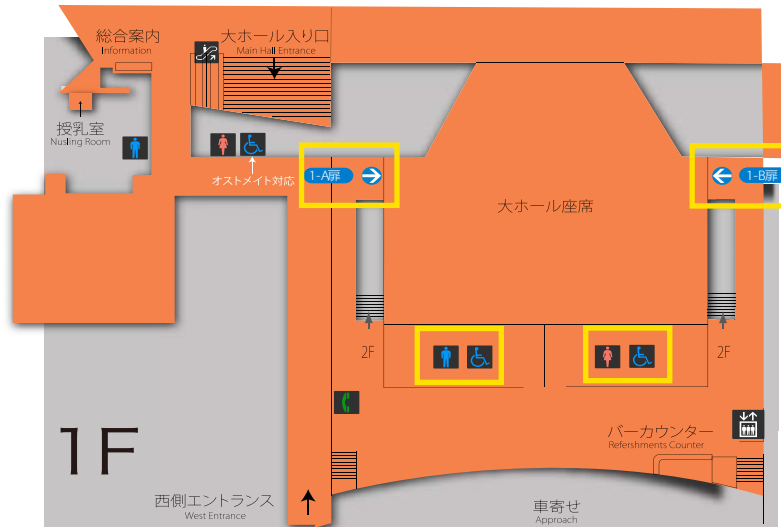 総合案内
Information
大ホール入り口
Main Hall Entrance
授乳室
Nusling Room
オストメイト対応
1-A扉
1-B扉
大ホール座席
2F
2F
1F
バーカウンター
Refershments Counter
西側エントランス
West Entrance
車寄せ
Approach